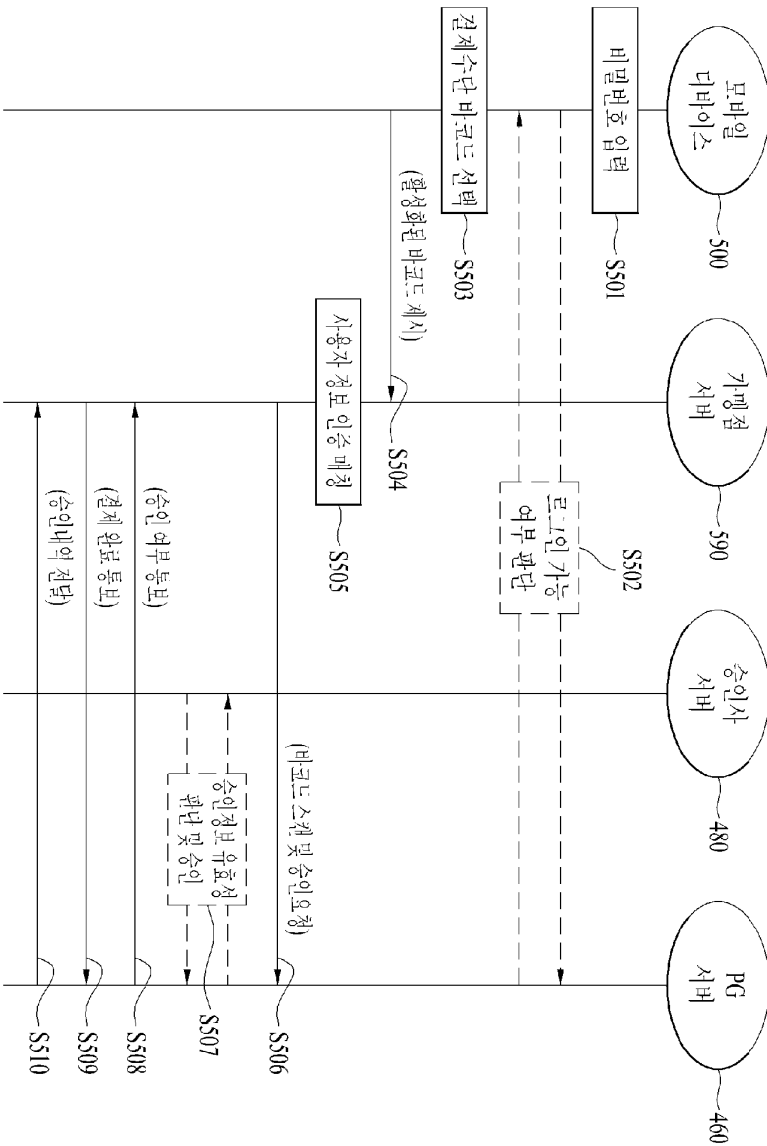 모바일
디바이스
500
가맹점
서버
590
승인사
서버
480
PG
서버
460
비밀번호 입력
S501
로그인 가능
여부 판단
S502
결제수단 바코드 선택
S503
(활성화된 바코드 제시)
S504
사용자 정보 인증 매칭
S505
(바코드 스캔 및 승인요청)
S506
승인정보 유효성
판단 및 승인
S507
(승인 여부 통보)
S508
(결제 완료 통보)
S509
(승인내역 전달)
S510